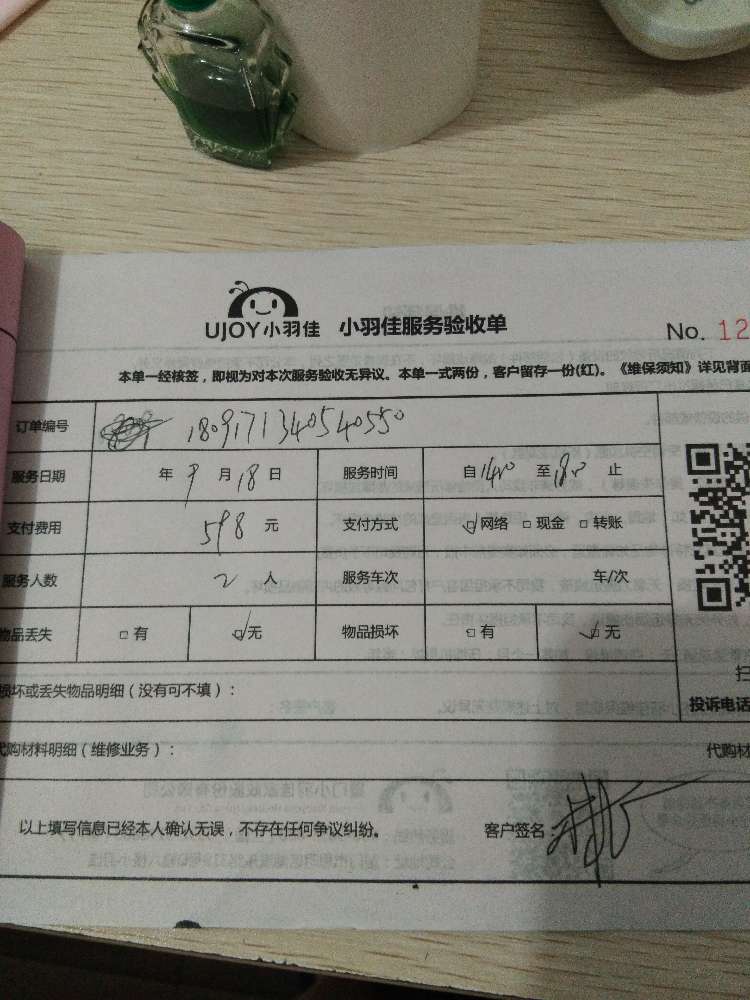 UJOY小羽佳 小羽佳服务验收单 No. 12
本单一经核签，即视为对本次服务验收无异议。本单一式两份，客户留存一份(红)。《维保须知》详见背面
订单编号 1809171340540550
服务日期 年 9 月 18 日 服务时间 自 1400 至 1800 止
支付费用 598 元 支付方式 网络 现金 转账
服务人数 2 人 服务车次 车/次
物品丢失 有 无 物品损坏 有 无
损坏或丢失物品明细（没有可不填）： 投诉电话
代购材料明细（维修业务）： 代购材
以上填写信息已经本人确认无误，不存在任何争议纠纷。 客户签名：